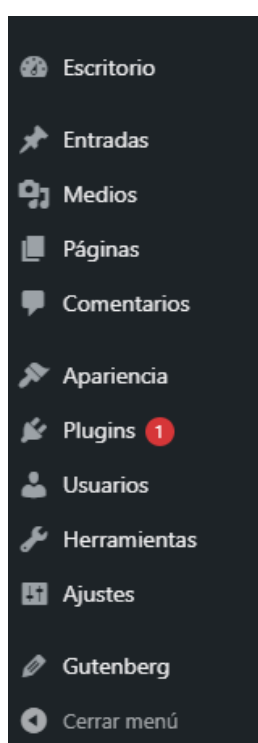 Escritorio
Entradas
Medios
Páginas
Comentarios
Apariencia
Plugins 1
Usuarios
Herramientas
Ajustes
Gutenberg
Cerrar menú